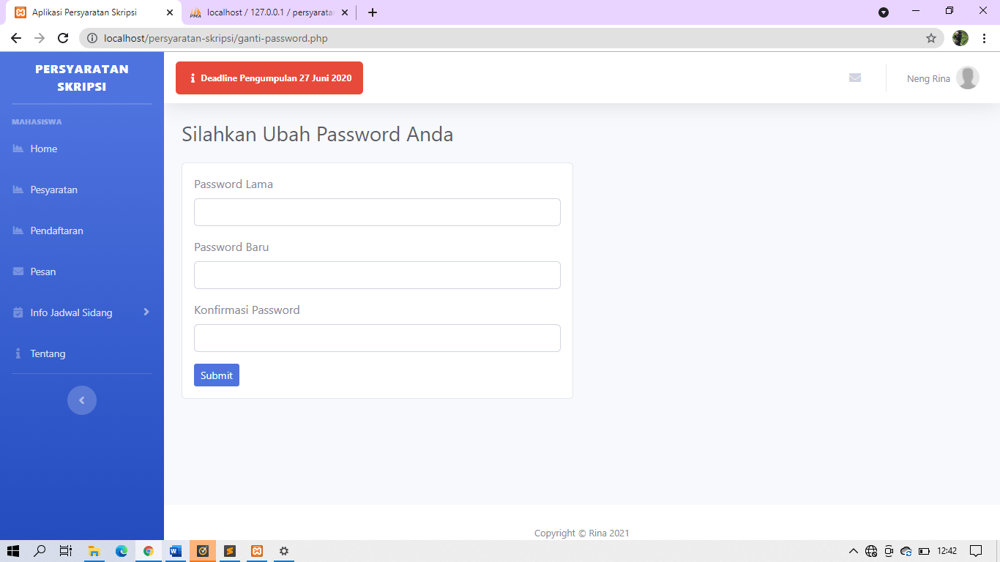 Aplikasi Persyaratan Skripsi
localhost / 127.0.0.1 / persyaratan
localhost/persyaratan-skripsi/ganti-password.php
PERSYARATAN
SKRIPSI
Deadline Pengumpulan 27 Juni 2020
Neng Rina
MAHASISWA
Home
Pesyaratan
Pendaftaran
Pesan
Info Jadwal Sidang
Tentang
Silahkan Ubah Password Anda
Password Lama
Password Baru
Konfirmasi Password
Submit
Copyright © Rina 2021
12:42